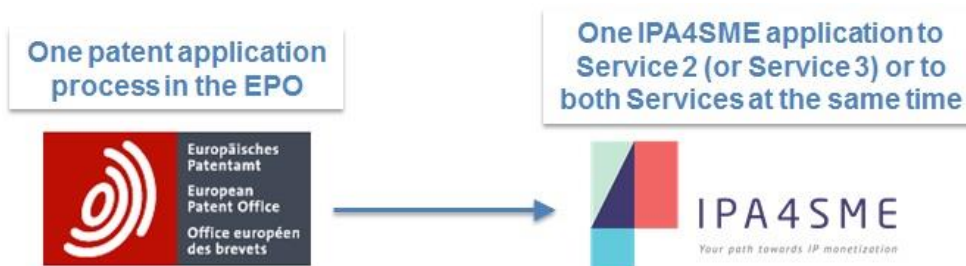 One patent application
process in the EPO
One IPA4SME application to
Service 2 (or Service 3) or to
both Services at the same time
Europäisches
Patentamt
European
Patent Office
Office européen
des brevets
IPA4SME
Your path towards IP monetization